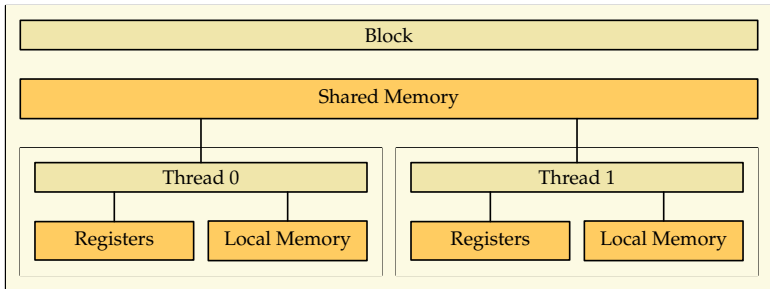 Block
Shared Memory
Thread 0
Thread 1
Registers
Local Memory
Registers
Local Memory